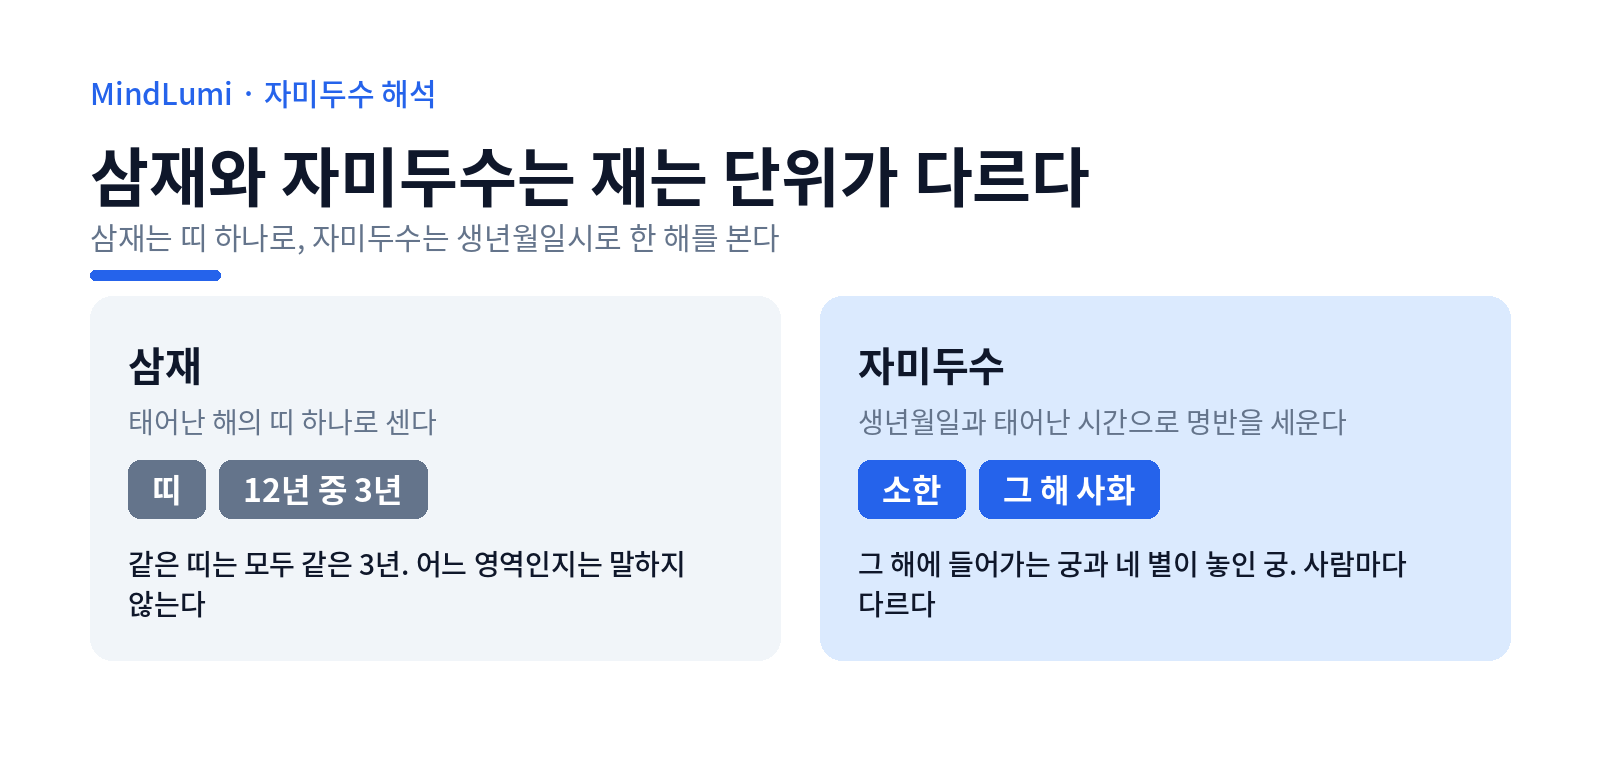 MindLumi · 자미두수 해석
삼재와 자미두수는 재는 단위가 다르다
삼재는 띠 하나로, 자미두수는 생년월일시로 한 해를 본다
삼재
태어난 해의 띠 하나로 센다
띠
12년 중 3년
같은 띠는 모두 같은 3년. 어느 영역인지는 말하지
않는다
자미두수
생년월일과 태어난 시간으로 명반을 세운다
소한
그 해 사화
그 해에 들어가는 궁과 네 별이 놓인 궁. 사람마다
다르다